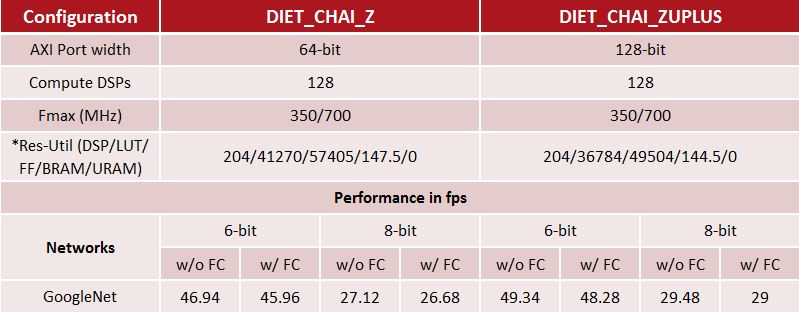 Configuration DIET_CHAI_Z DIET_CHAI_ZUPLUS
AXI Port width 64-bit 128-bit
Compute DSPs 128 128
Fmax (MHz) 350/700 350/700
*Res-Util (DSP/LUT/
FF/BRAM/URAM) 204/41270/57405/147.5/0 204/36784/49504/144.5/0
Performance in fps
Networks 6-bit 8-bit 6-bit 8-bit
w/o FC w/ FC w/o FC w/ FC w/o FC w/ FC w/o FC w/ FC
GoogleNet 46.94 45.96 27.12 26.68 49.34 48.28 29.48 29